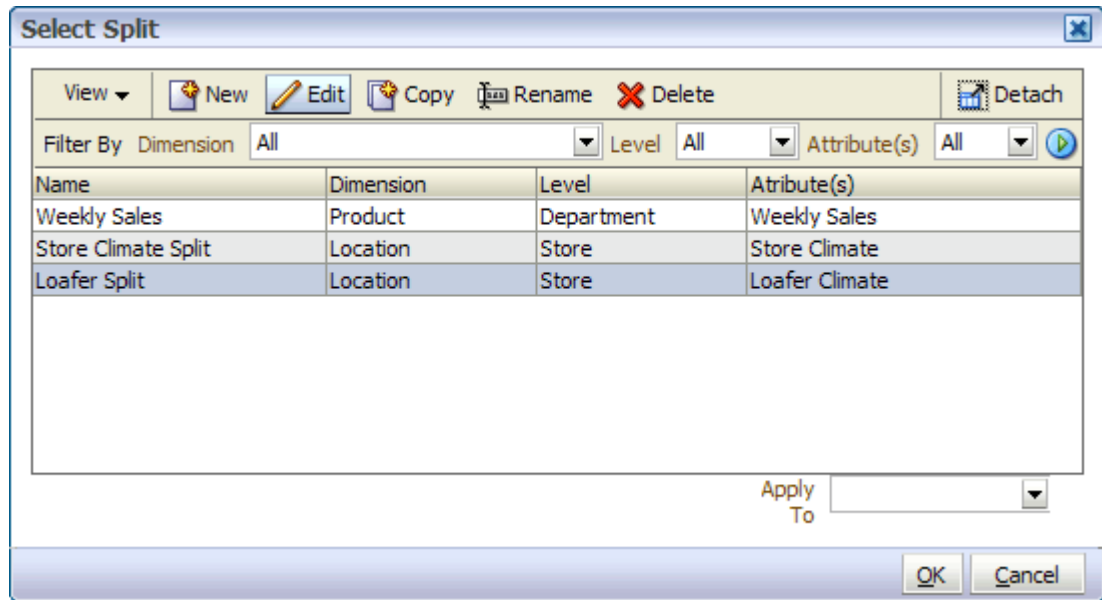 Select Split
View New Edit Copy Rename Delete Detach
Filter By Dimension All Level All Attribute(s) All
Name Dimension Level Atribute(s)
Weekly Sales Product Department Weekly Sales
Store Climate Split Location Store Store Climate
Loafer Split Location Store Loafer Climate
Apply
To
OK Cancel